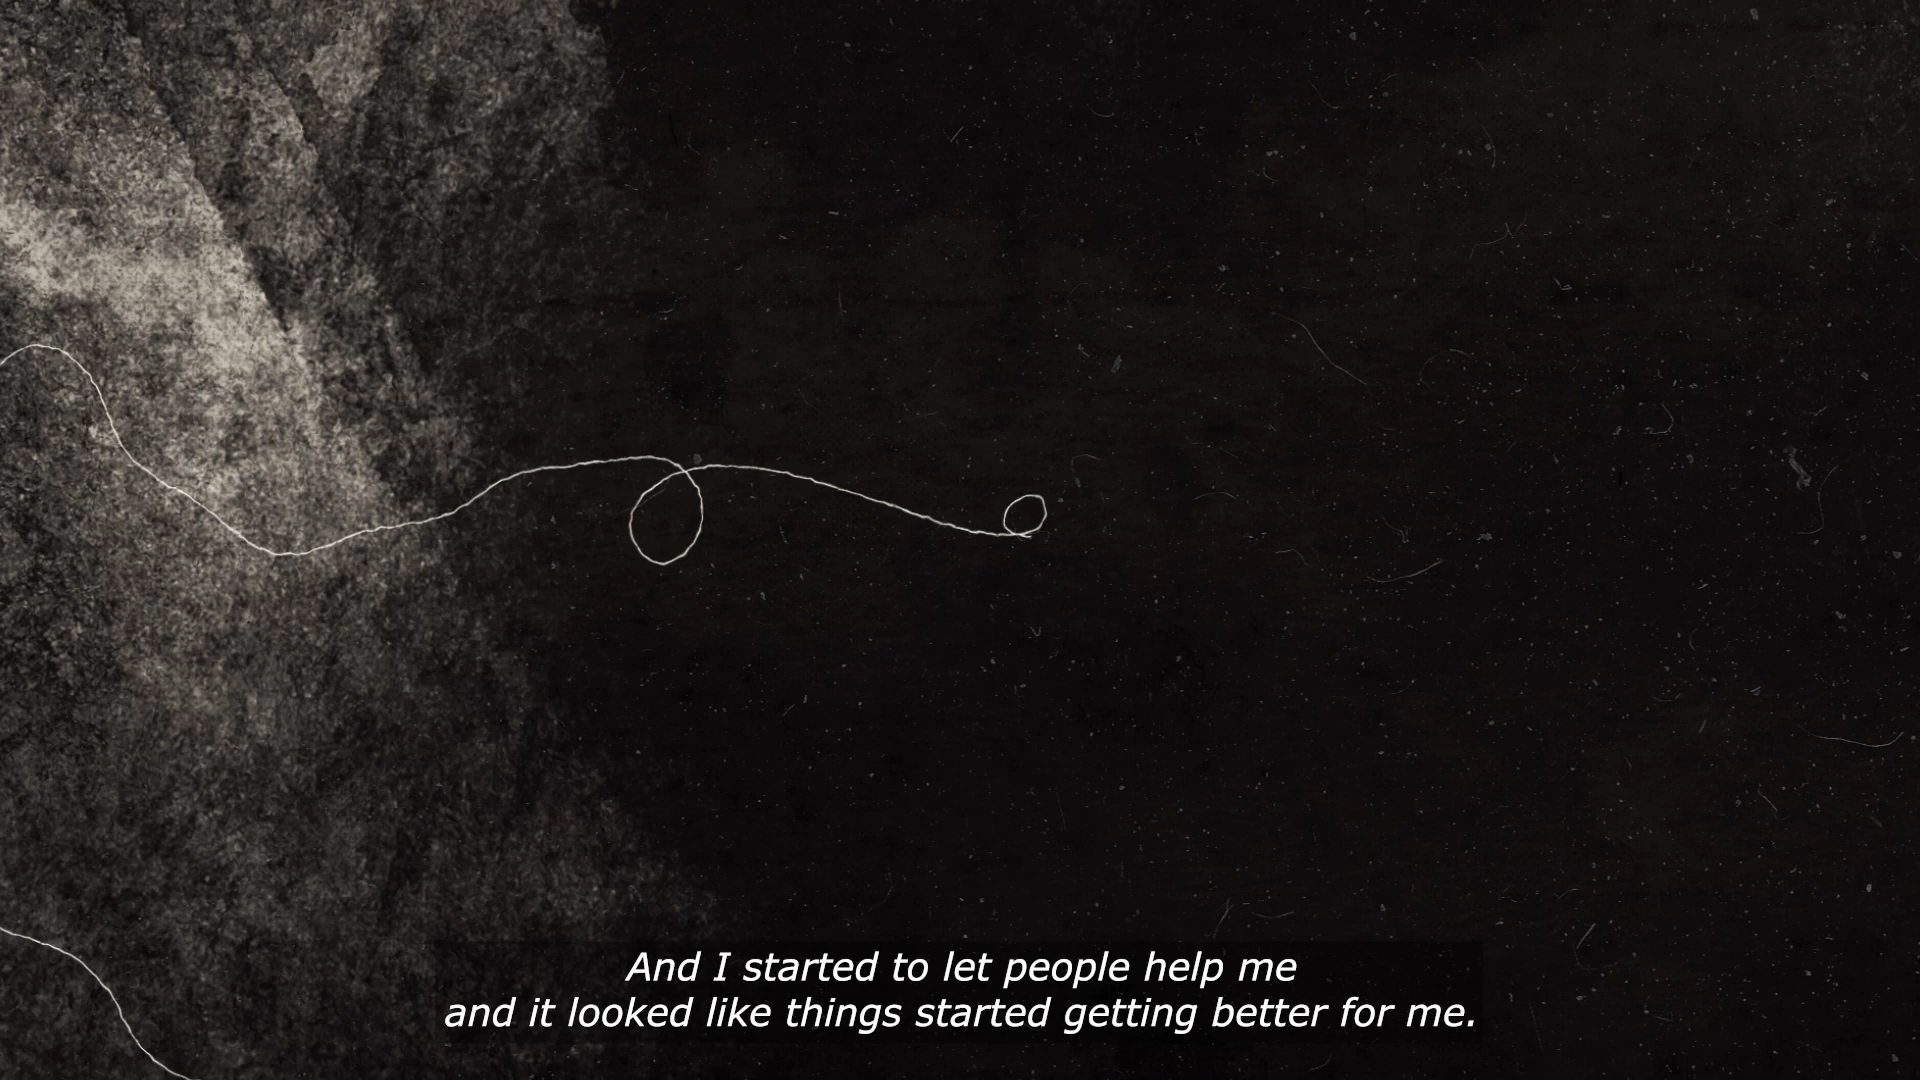 And I started to let people help me
and it looked like things started getting better for me.